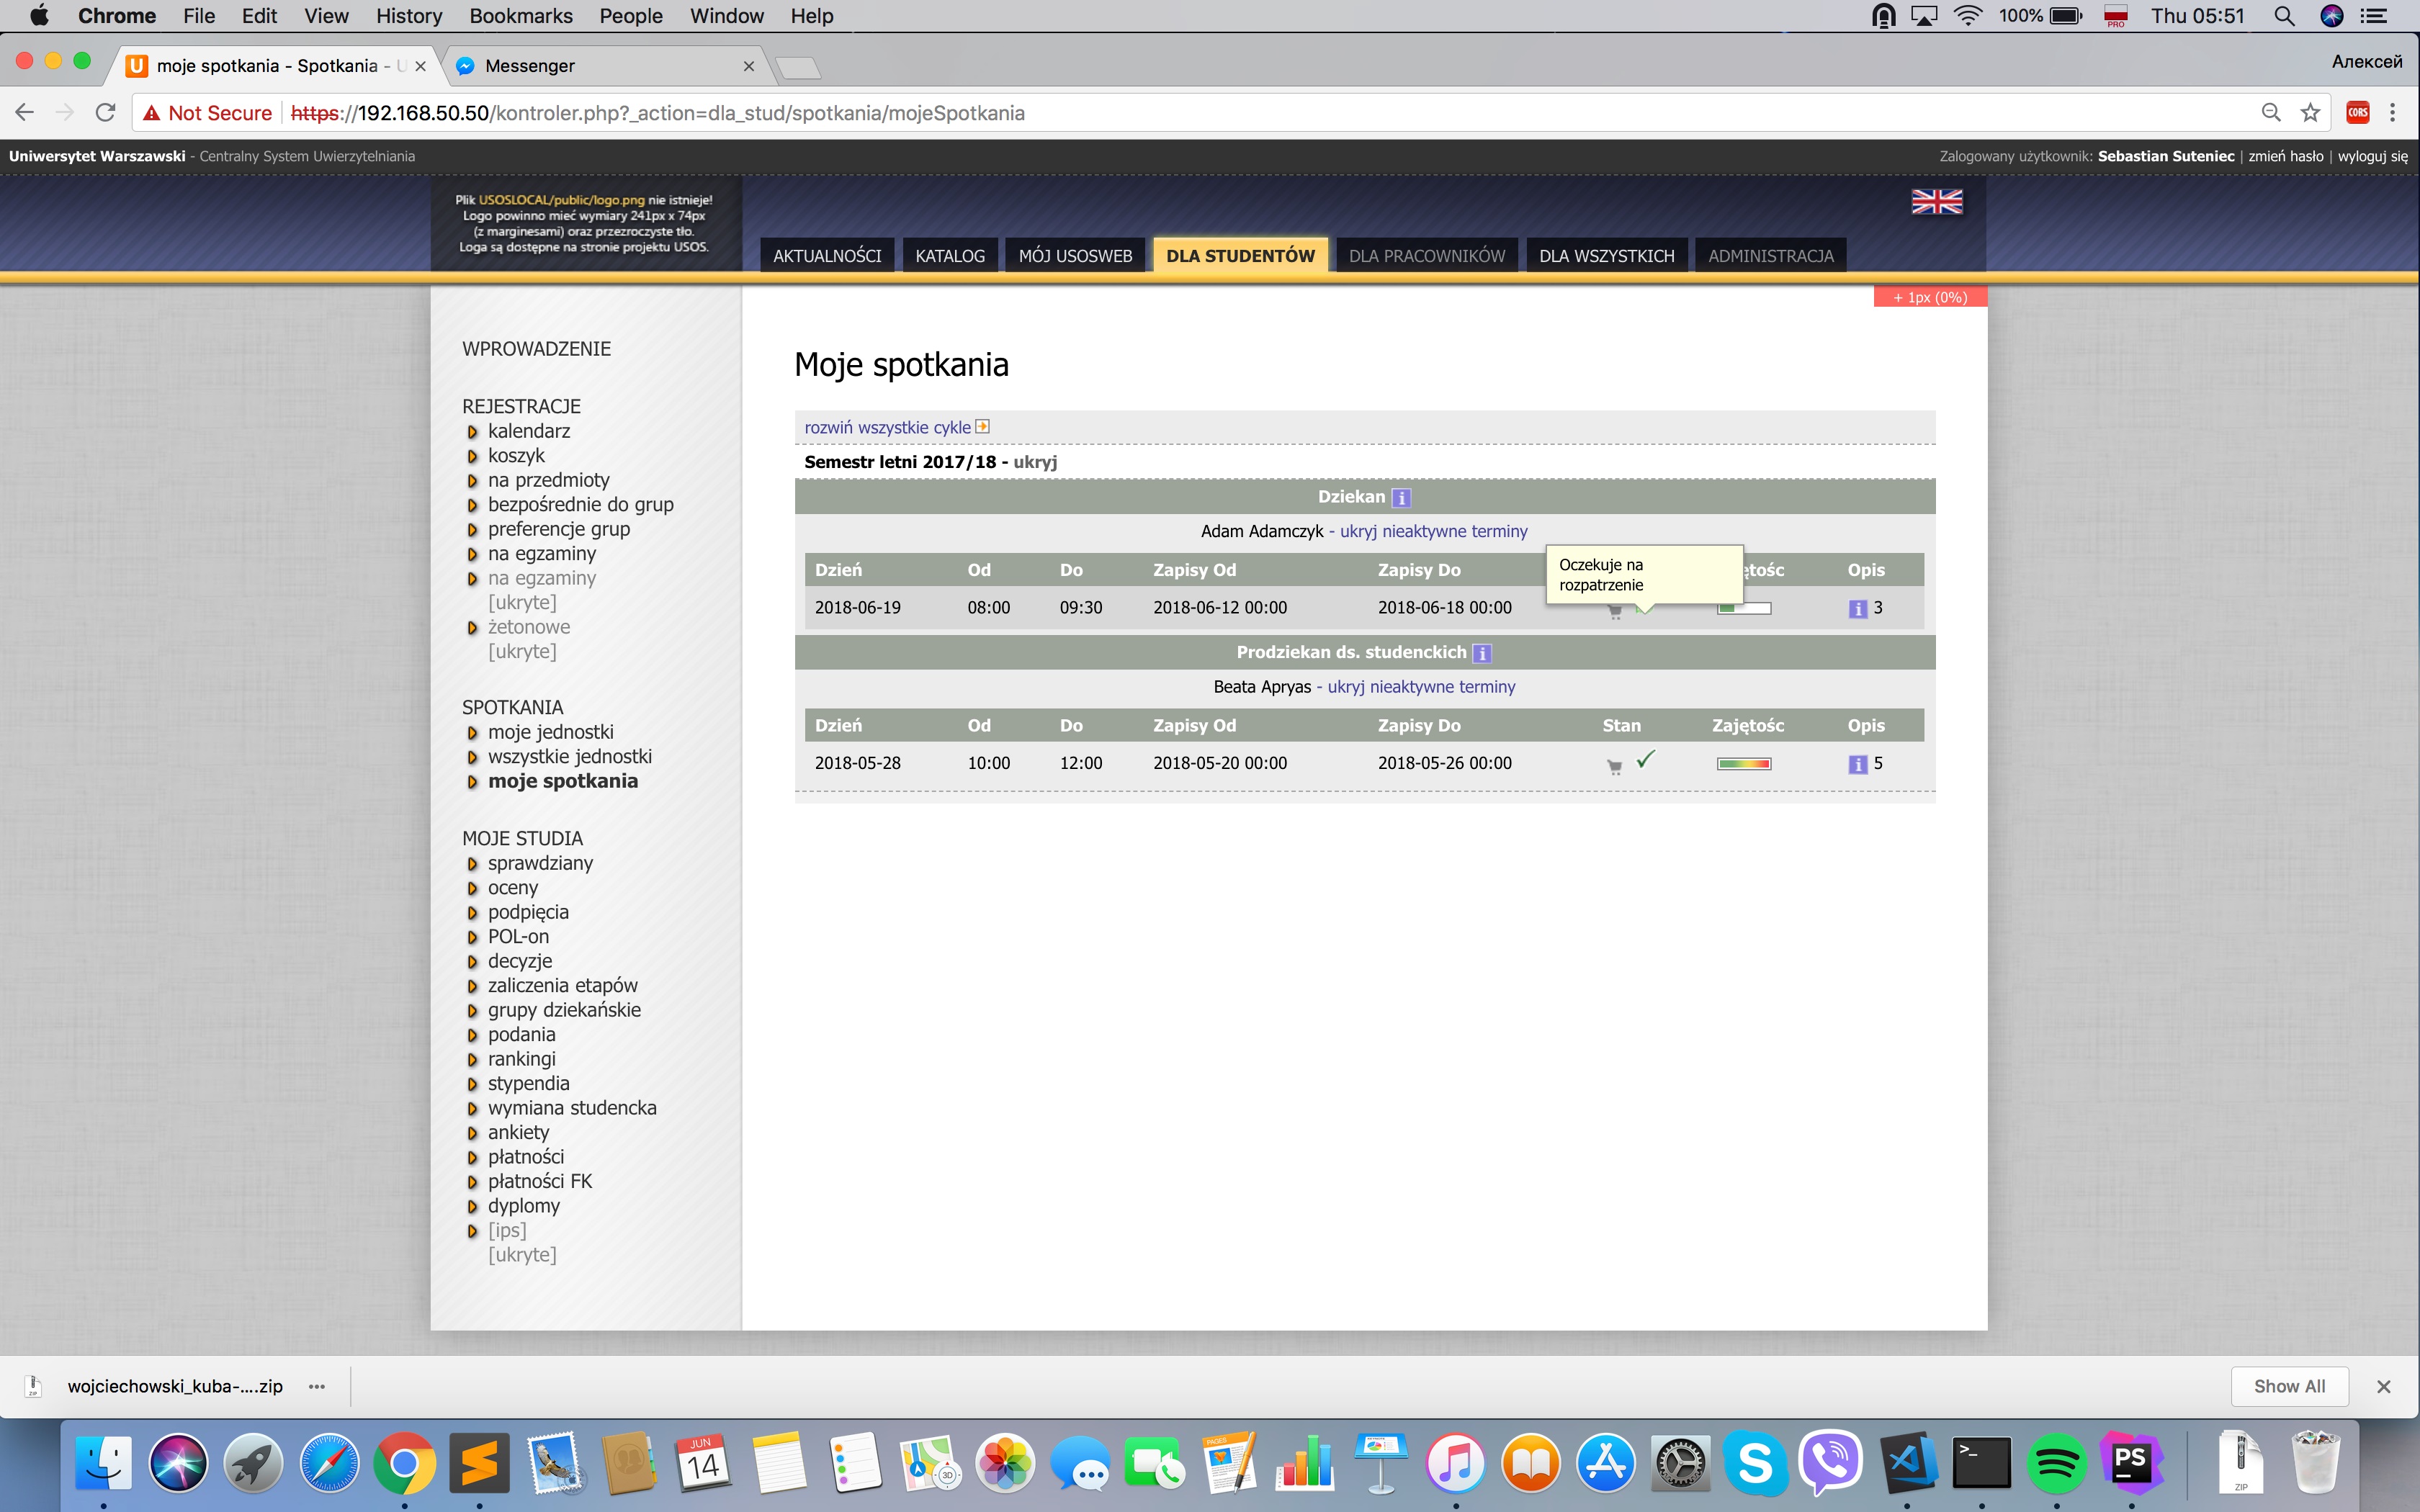 Chrome File Edit View History Bookmarks People Window Help 100% PRO Thu 05:51
moje spotkania - Spotkania - U Messenger Алексей
Not Secure https://192.168.50.50/kontroler.php?_action=dla_stud/spotkania/mojeSpotkania CORS
Uniwersytet Warszawski - Centralny System Uwierzytelniania Zalogowany użytkownik: Sebastian Suteniec | zmień hasło | wyloguj się
Plik USOSLOCAL/public/logo.png nie istnieje!
Logo powinno mieć wymiary 241px x 74px
(z marginesami) oraz przezroczyste tło.
Loga są dostępne na stronie projektu USOS.
AKTUALNOŚCI KATALOG MÓJ USOSWEB DLA STUDENTÓW DLA PRACOWNIKÓW DLA WSZYSTKICH ADMINISTRACJA
+ 1px (0%)
WPROWADZENIE
REJESTRACJE
kalendarz
koszyk
na przedmioty
bezpośrednie do grup
preferencje grup
na egzaminy
na egzaminy
[ukryte]
żetonowe
[ukryte]
SPOTKANIA
moje jednostki
wszystkie jednostki
moje spotkania
MOJE STUDIA
sprawdziany
oceny
podpięcia
POL-on
decyzje
zaliczenia etapów
grupy dziekańskie
podania
rankingi
stypendia
wymiana studencka
ankiety
płatności
płatności FK
dyplomy
[ips]
[ukryte]
Moje spotkania
rozwiń wszystkie cykle
Semestr letni 2017/18 - ukryj
Dziekan i
Adam Adamczyk - ukryj nieaktywne terminy
Dzień Od Do Zapisy Od Zapisy Do ętośc Opis
Oczekuje na
rozpatrzenie
2018-06-19 08:00 09:30 2018-06-12 00:00 2018-06-18 00:00 i 3
Prodziekan ds. studenckich i
Beata Apryas - ukryj nieaktywne terminy
Dzień Od Do Zapisy Od Zapisy Do Stan Zajętośc Opis
2018-05-28 10:00 12:00 2018-05-20 00:00 2018-05-26 00:00 i 5
ZIP wojciechowski_kuba-....zip Show All
JUN
14
3D
PAGES
S
>_
PS
ZIP